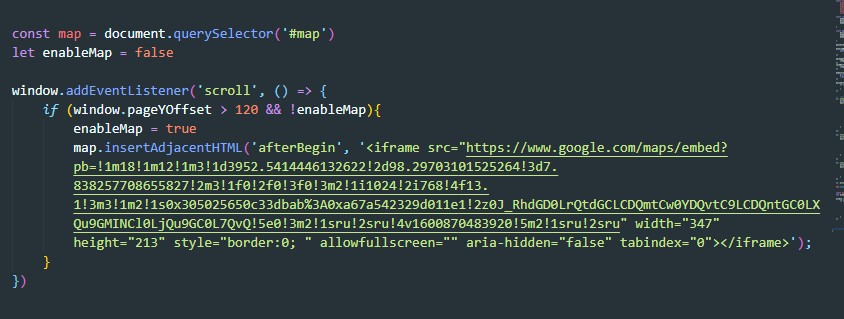 const map = document.querySelector('#map')
let enableMap = false
window.addEventListener('scroll', () => {
if (window.pageYOffset > 120 && !enableMap){
enableMap = true
map.insertAdjacentHTML('afterBegin', '<iframe src="https://www.google.com/maps/embed?
pb=!1m18!1m12!1m3!1d3952.5414446132622!2d98.29703101525264!3d7.
838257708655827!2m3!1f0!2f0!3f0!3m2!1i1024!2i768!4f13.
1!3m3!1m2!1s0x305025650c33dbab%3A0xa67a542329d011e1!2z0J_RhdGD0LrQtdGCLCDQmtCw0YDQvtC9LCDQntGC0LX
Qu9GMINCl0LjQu9GC0L7QvQ!5e0!3m2!1sru!2sru!4v1600870483920!5m2!1sru!2sru" width="347"
height="213" style="border:0; " allowfullscreen="" aria-hidden="false" tabindex="0"></iframe>');
}
})